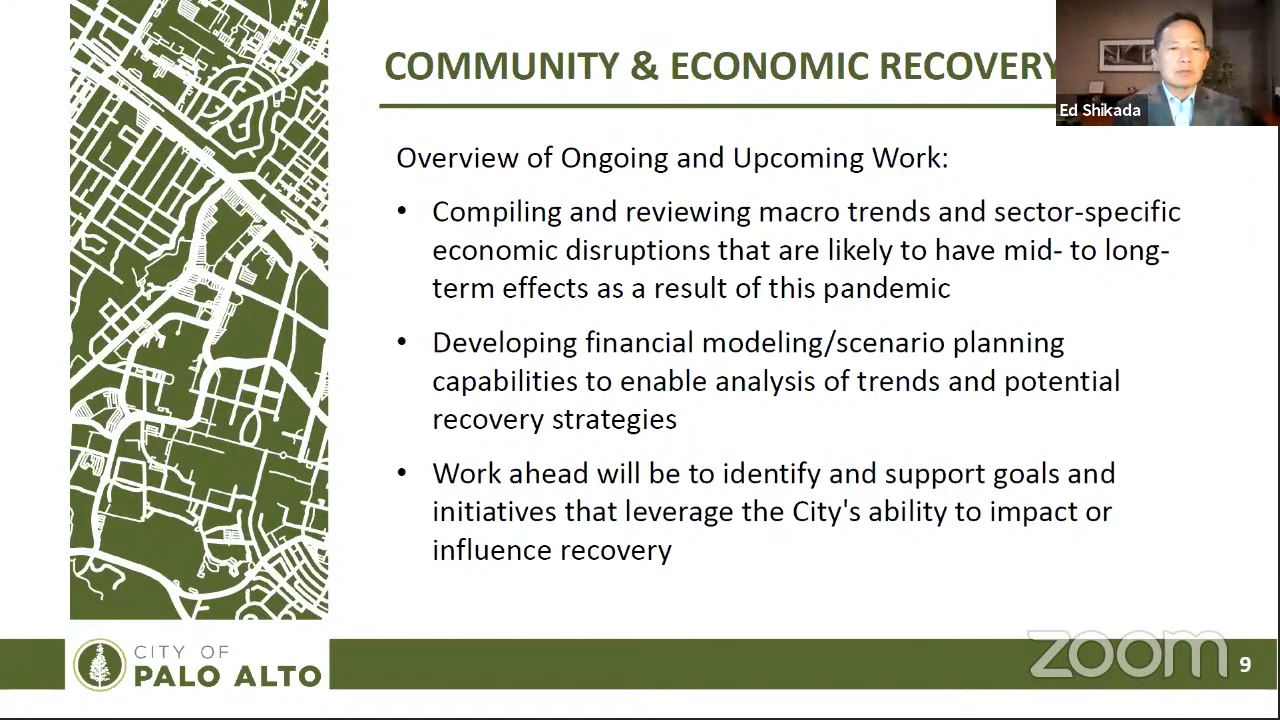 COMMUNITY & ECONOMIC RECOVERY
Ed Shikada
Overview of Ongoing and Upcoming Work:
• Compiling and reviewing macro trends and sector-specific
economic disruptions that are likely to have mid- to long-
term effects as a result of this pandemic
• Developing financial modeling/scenario planning
capabilities to enable analysis of trends and potential
recovery strategies
• Work ahead will be to identify and support goals and
initiatives that leverage the City's ability to impact or
influence recovery
CITY OF
PALO ALTO
zoom
9